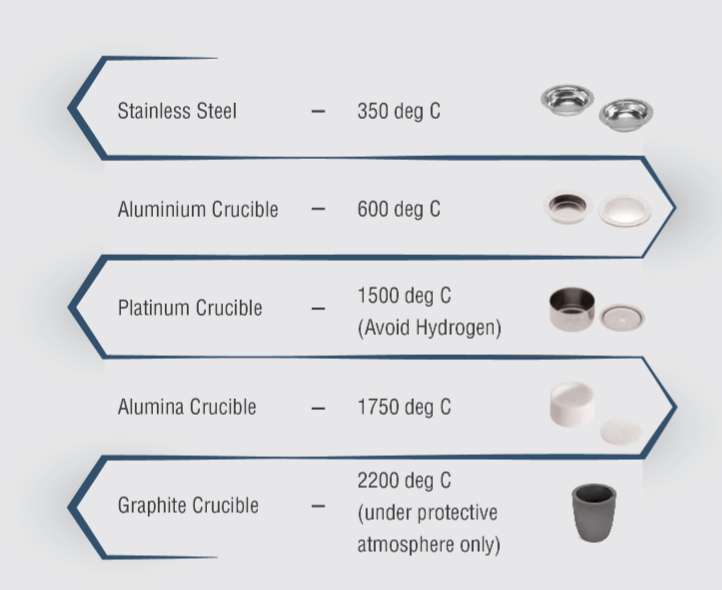 Stainless Steel – 350 deg C
Aluminium Crucible – 600 deg C
Platinum Crucible – 1500 deg C
(Avoid Hydrogen)
Alumina Crucible – 1750 deg C
Graphite Crucible – 2200 deg C
(under protective
atmosphere only)